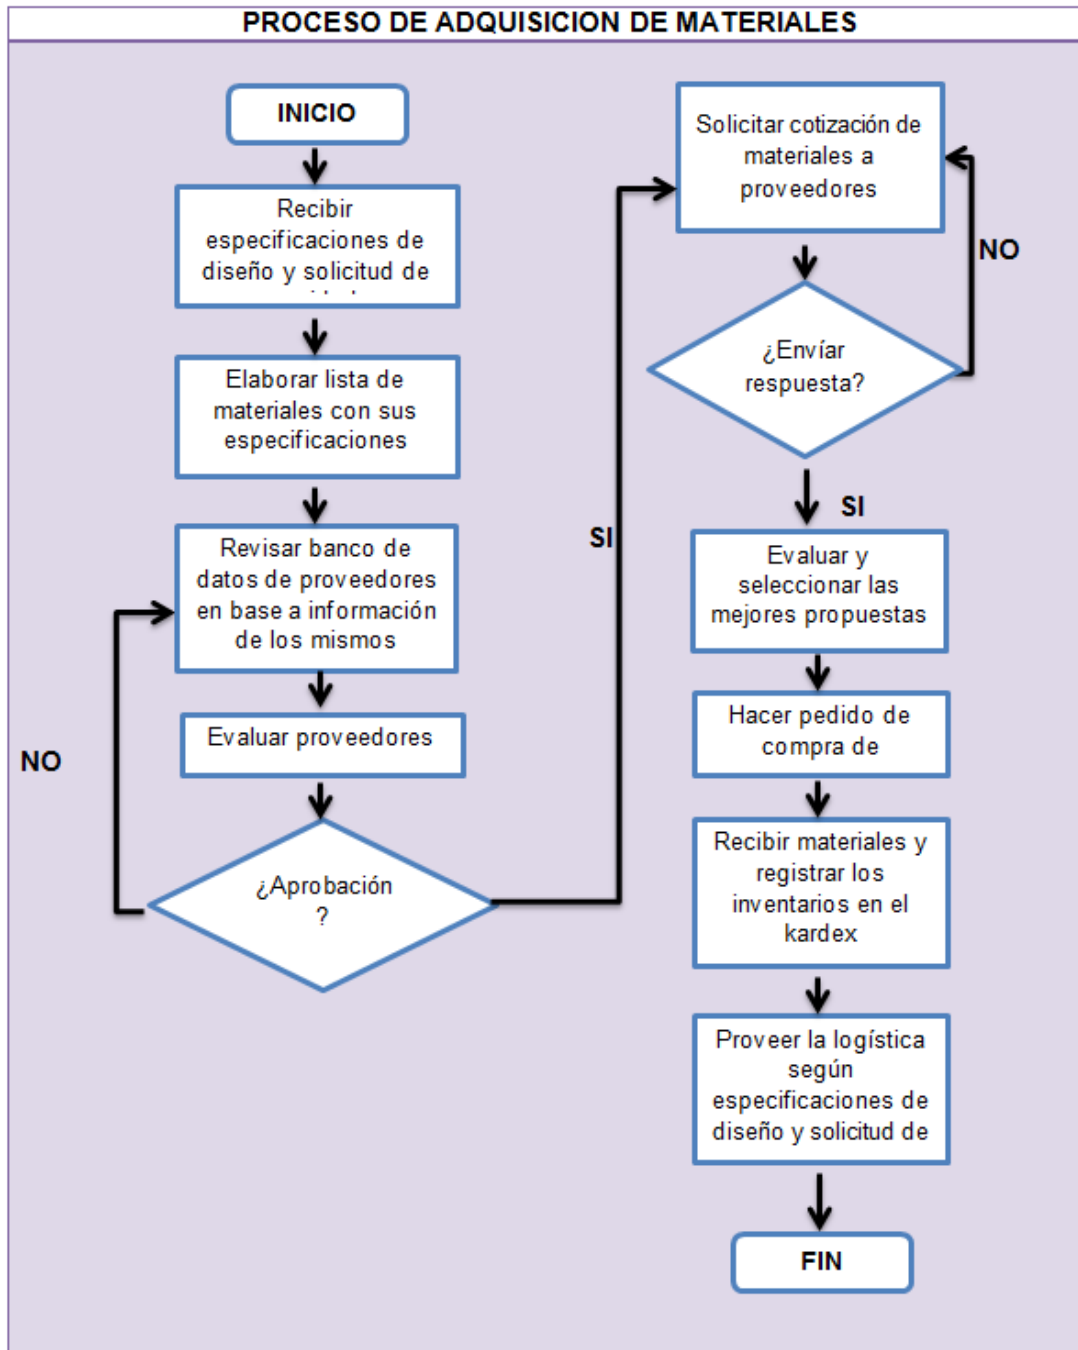 PROCESO DE ADQUISICION DE MATERIALES
INICIO
Recibir
especificaciones de
diseño y solicitud de
Elaborar lista de
materiales con sus
especificaciones
Revisar banco de
datos de proveedores
en base a información
de los mismos
Evaluar proveedores
NO
¿Aprobación
?
SI
Solicitar cotización de
materiales a
proveedores
NO
¿Envíar
respuesta?
SI
Evaluar y
seleccionar las
mejores propuestas
Hacer pedido de
compra de
Recibir materiales y
registrar los
inventarios en el
kardex
Proveer la logística
según
especificaciones de
diseño y solicitud de
FIN